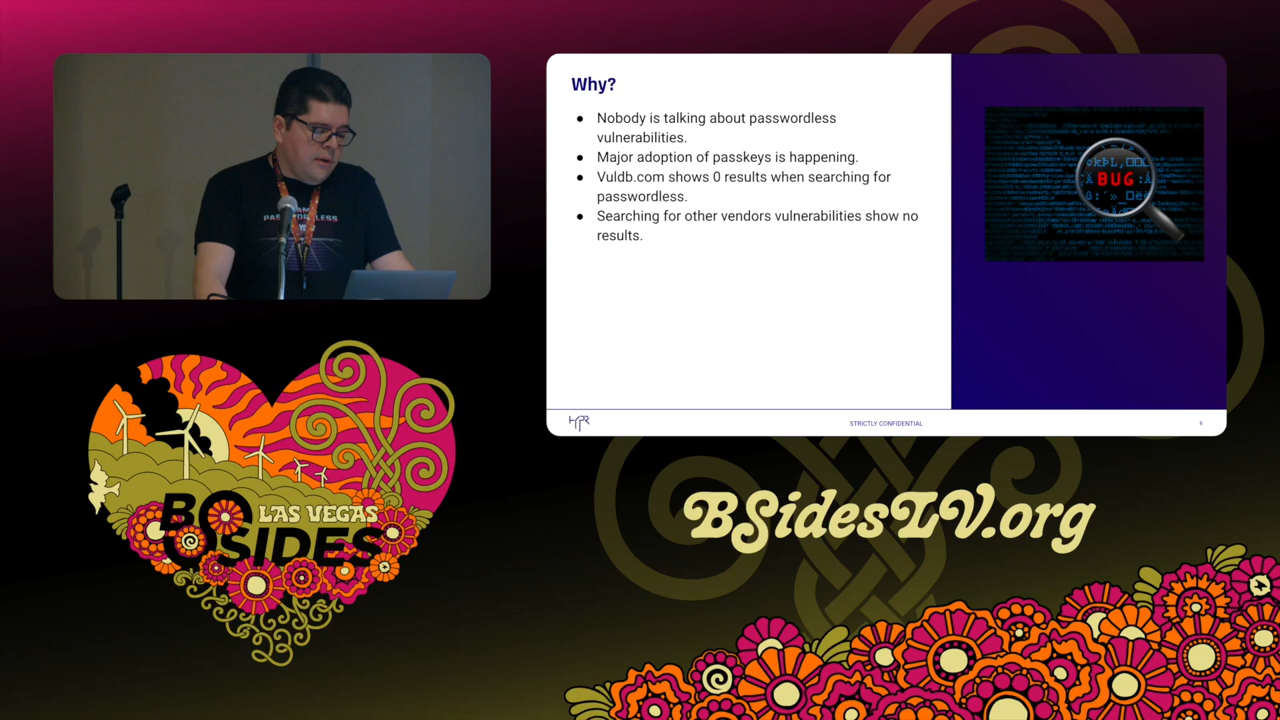 PASSWORDLESS
Why?
● Nobody is talking about passwordless
vulnerabilities.
● Major adoption of passkeys is happening.
● Vuldb.com shows 0 results when searching for
passwordless.
● Searching for other vendors vulnerabilities show no
results.
BUG
HYPR
STRICTLY CONFIDENTIAL
BSIDES
LAS VEGAS
BSidesLV.org